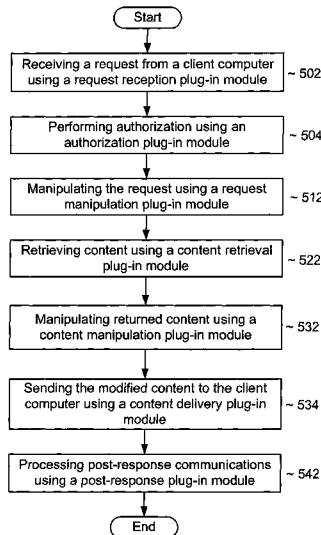 Start
Receiving a request from a client computer
using a request reception plug-in module
~ 502
Performing authorization using an
authorization plug-in module
~ 504
Manipulating the request using a request
manipulation plug-in module
~ 512
Retrieving content using a content retrieval
plug-in module
~ 522
Manipulating returned content using a
content manipulation plug-in module
~ 532
Sending the modified content to the client
computer using a content delivery plug-in
module
~ 534
Processing post-response communications
using a post-response plug-in module
~ 542
End